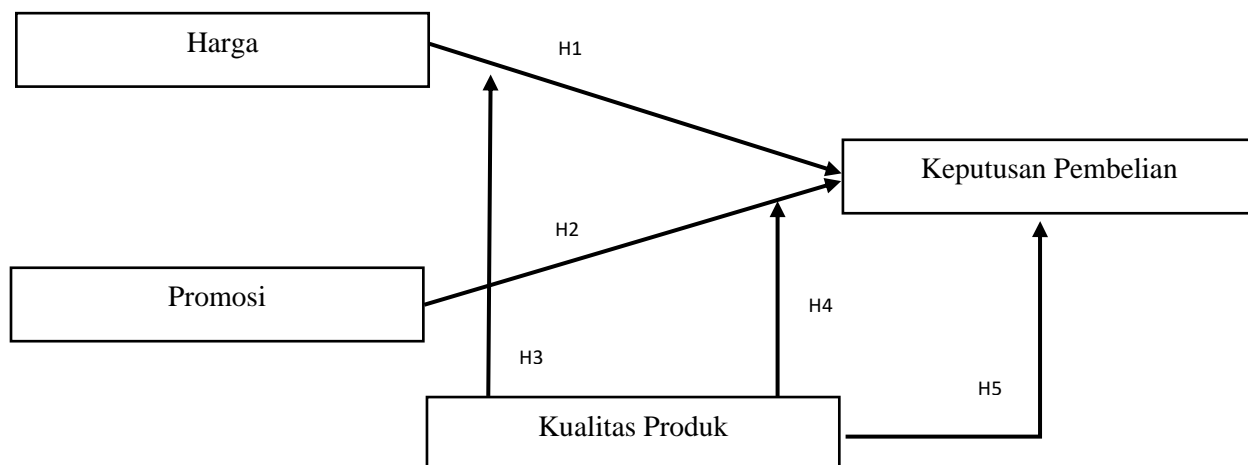 Harga
H1
Keputusan Pembelian
H2
Promosi
H4
H3
H5
Kualitas Produk